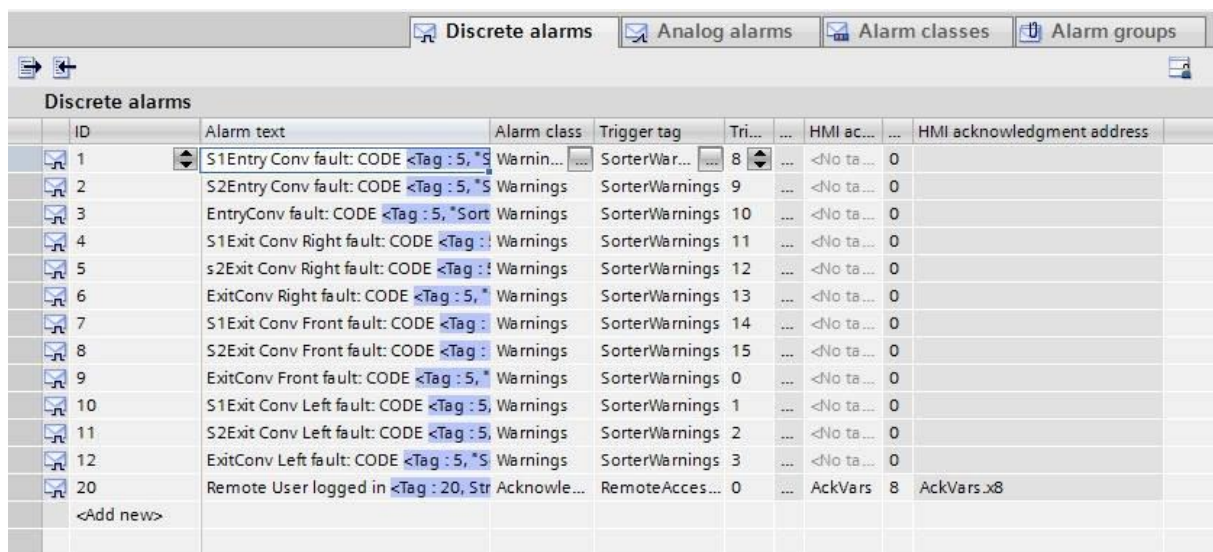 Discrete alarms Analog alarms Alarm classes Alarm groups
Discrete alarms
ID Alarm text Alarm class Trigger tag Tri... ... HMI ac... ... HMI acknowledgment address
1 S1Entry Conv fault: CODE <Tag : 5, "S Warnin... ... SorterWar... ... 8 ... <No ta... 0
2 S2Entry Conv fault: CODE <Tag : 5, "S Warnings SorterWarnings 9 ... <No ta... 0
3 EntryConv fault: CODE <Tag : 5, "Sort Warnings SorterWarnings 10 ... <No ta... 0
4 S1Exit Conv Right fault: CODE <Tag : Warnings SorterWarnings 11 ... <No ta... 0
5 s2Exit Conv Right fault: CODE <Tag : Warnings SorterWarnings 12 ... <No ta... 0
6 ExitConv Right fault: CODE <Tag : 5, " Warnings SorterWarnings 13 ... <No ta... 0
7 S1Exit Conv Front fault: CODE <Tag : Warnings SorterWarnings 14 ... <No ta... 0
8 S2Exit Conv Front fault: CODE <Tag : Warnings SorterWarnings 15 ... <No ta... 0
9 ExitConv Front fault: CODE <Tag : 5, " Warnings SorterWarnings 0 ... <No ta... 0
10 S1Exit Conv Left fault: CODE <Tag : 5, Warnings SorterWarnings 1 ... <No ta... 0
11 S2Exit Conv Left fault: CODE <Tag : 5, Warnings SorterWarnings 2 ... <No ta... 0
12 ExitConv Left fault: CODE <Tag : 5, "S Warnings SorterWarnings 3 ... <No ta... 0
20 Remote User logged in <Tag : 20, Str Acknowle... RemoteAcces... 0 ... AckVars 8 AckVars.x8
<Add new>